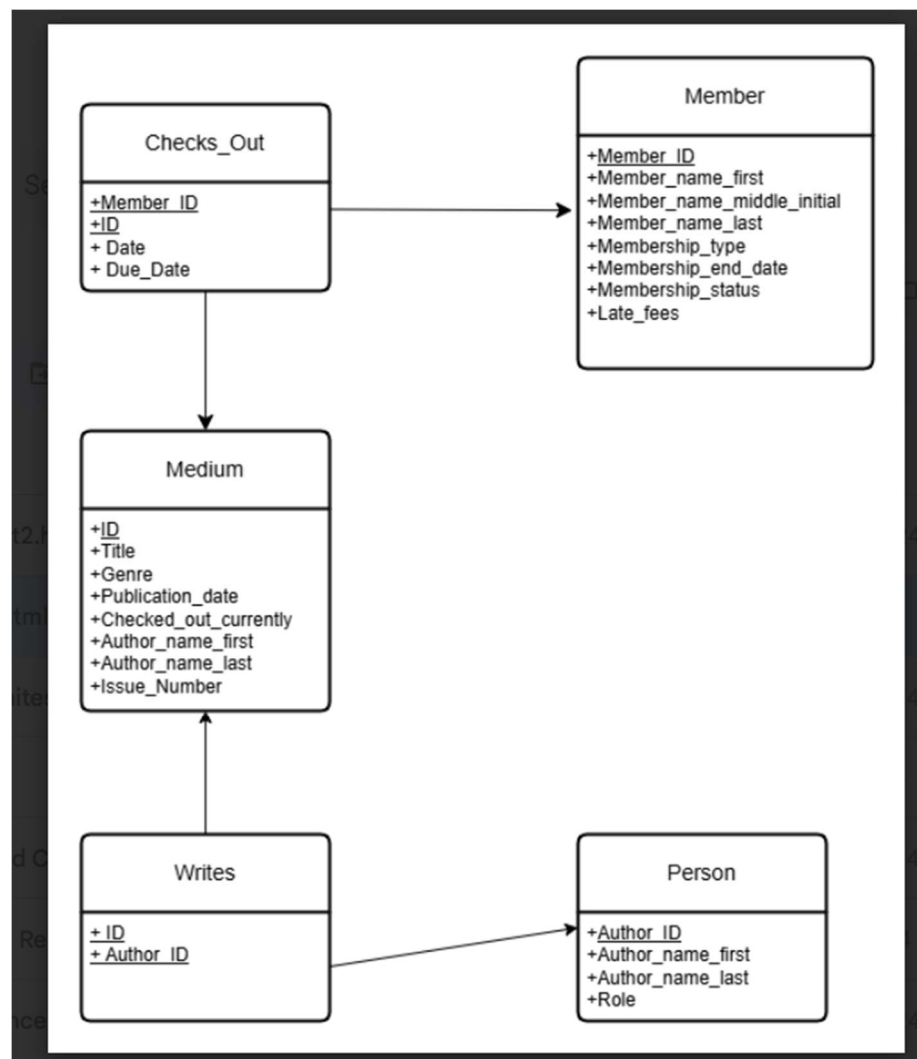 Checks_Out
+Member_ID
+ID
+ Date
+ Due_Date
Member
+Member_ID
+Member_name_first
+Member_name_middle_initial
+Member_name_last
+Membership_type
+Membership_end_date
+Membership_status
+Late_fees
Medium
+ID
+Title
+Genre
+Publication_date
+Checked_out_currently
+Author_name_first
+Author_name_last
+Issue_Number
Writes
+ ID
+ Author_ID
Person
+Author_ID
+Author_name_first
+Author_name_last
+Role